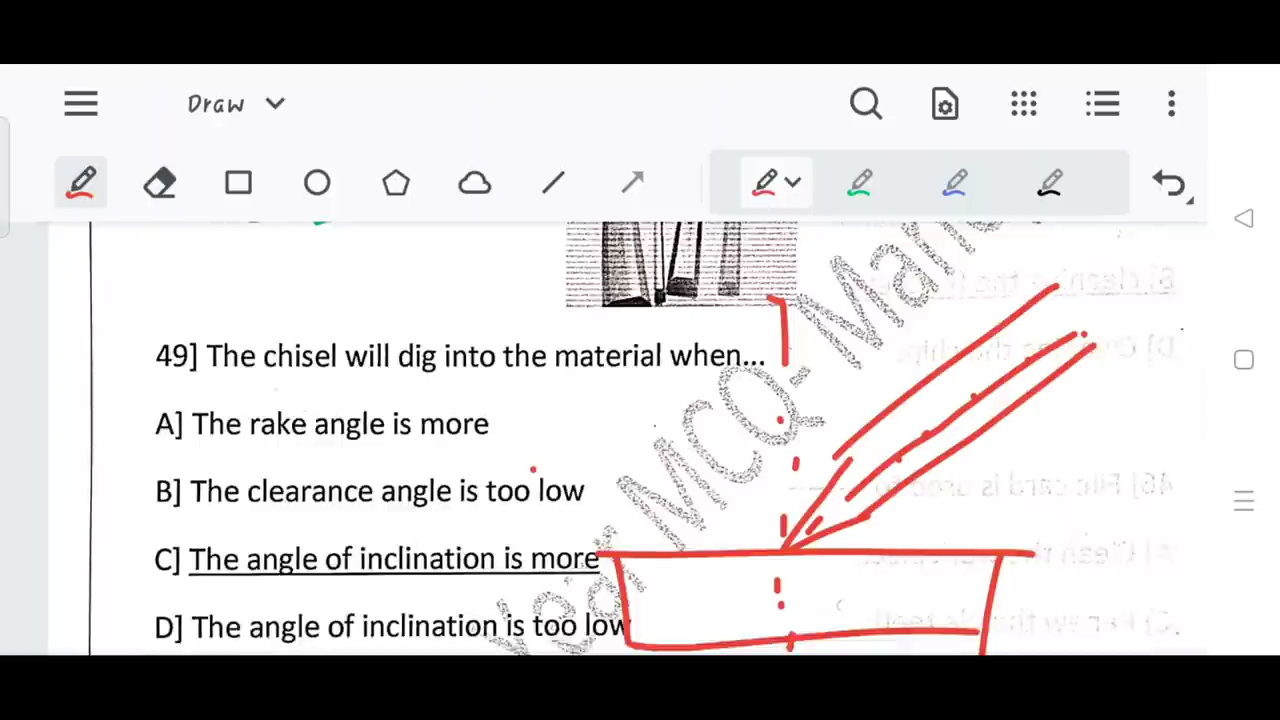 Draw
49] The chisel will dig into the material when...
A] The rake angle is more
B] The clearance angle is too low
C] The angle of inclination is more
D] The angle of inclination is too low
MCQ-